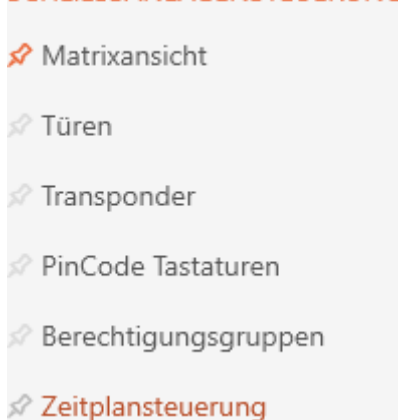 Matrixansicht
Türen
Transponder
PinCode Tastaturen
Berechtigungsgruppen
Zeitplansteuerung